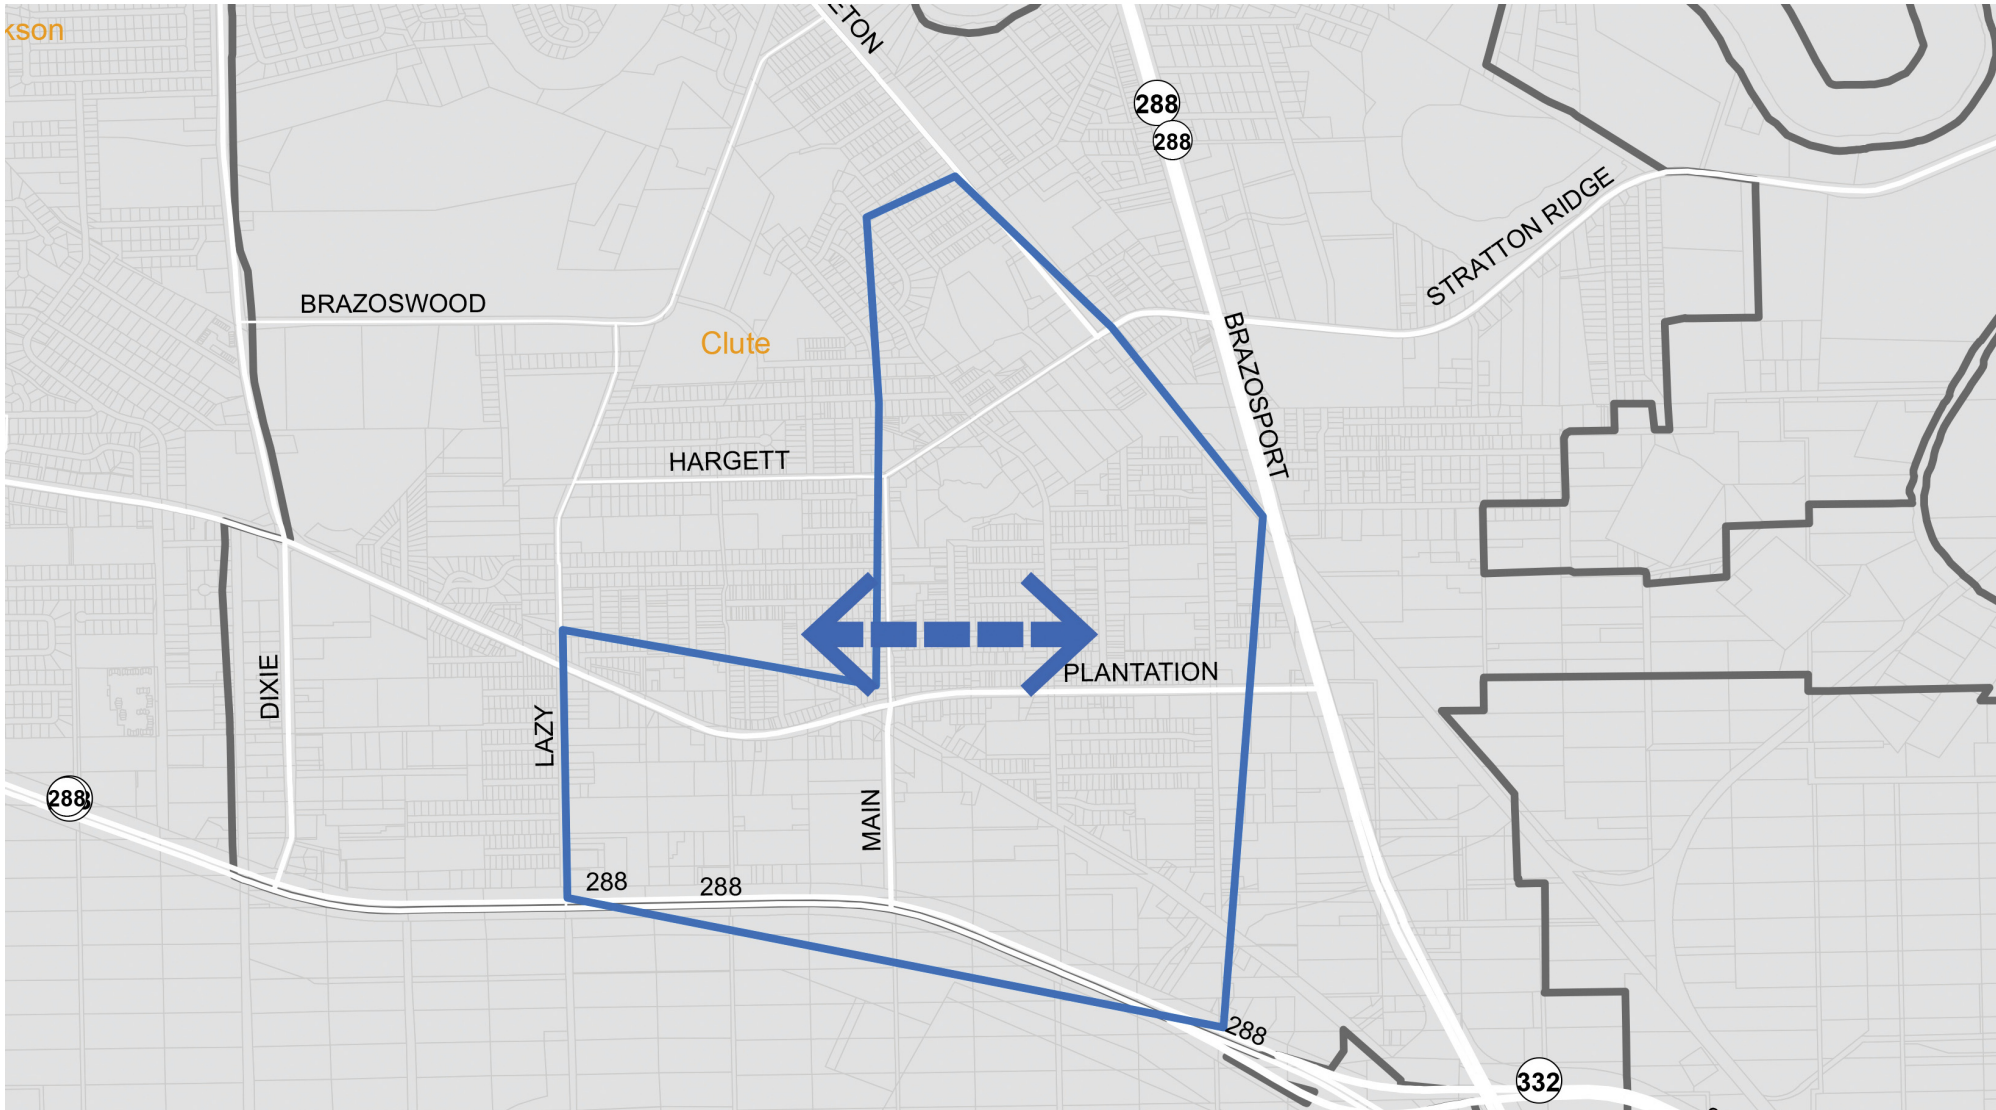 kson
ETON
288
288
STRATTON RIDGE
BRAZOSWOOD
Clute
BRAZOSPORT
HARGETT
PLANTATION
DIXIE
LAZY
MAIN
288
288
288
288
332